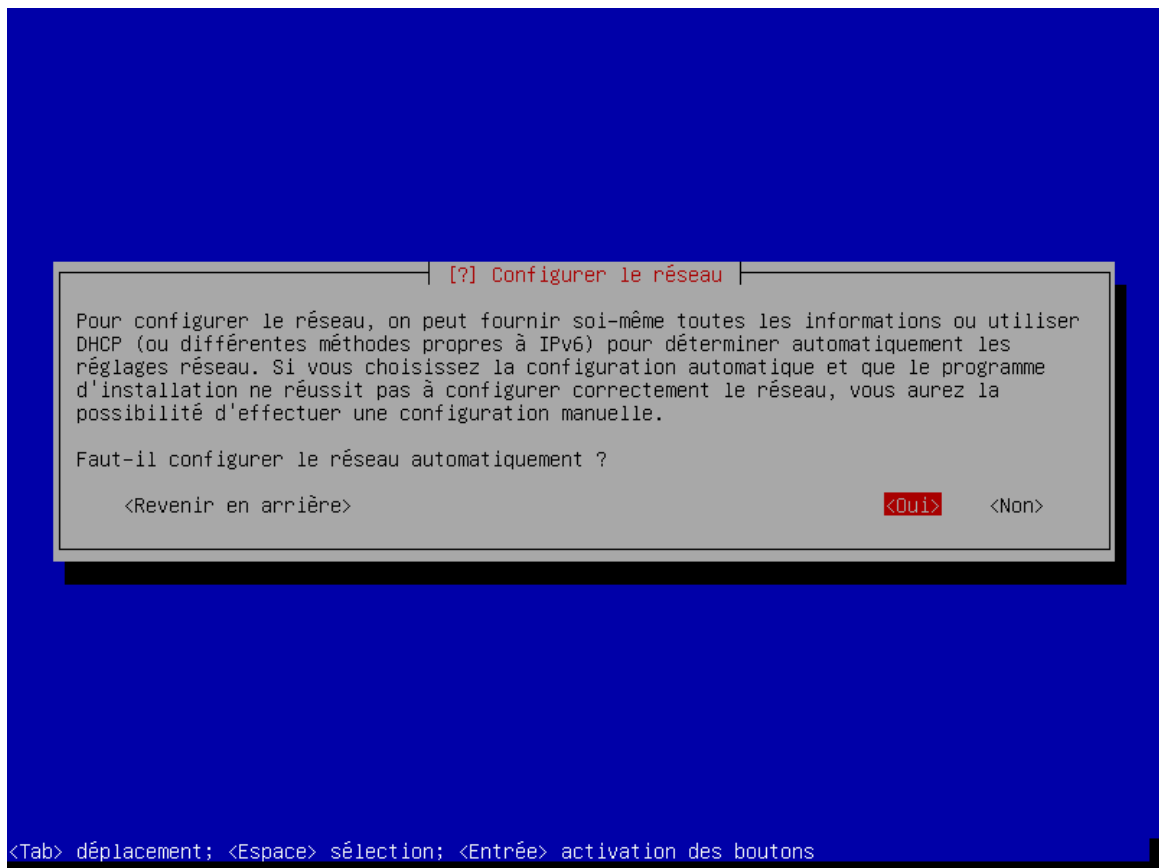 [?] Configurer le réseau
Pour configurer le réseau, on peut fournir soi-même toutes les informations ou utiliser
DHCP (ou différentes méthodes propres à IPv6) pour déterminer automatiquement les
réglages réseau. Si vous choisissez la configuration automatique et que le programme
d'installation ne réussit pas à configurer correctement le réseau, vous aurez la
possibilité d'effectuer une configuration manuelle.
Faut-il configurer le réseau automatiquement ?
<Revenir en arrière> <Oui> <Non>
<Tab> déplacement; <Espace> sélection; <Entrée> activation des boutons